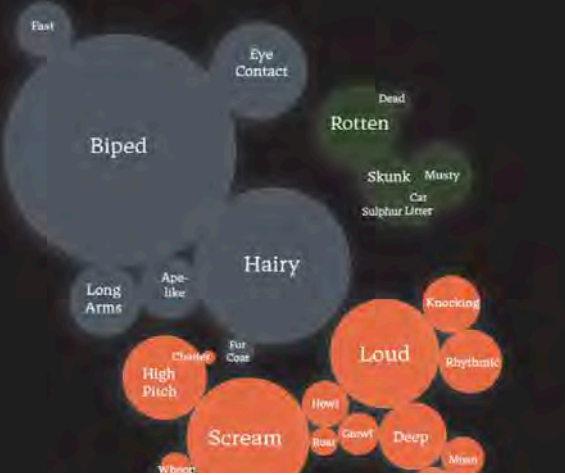 Fast
Eye
Contact
Biped
Dead
Rotten
Skunk
Musty
Cat
Sulphur Litter
Hairy
Ape-
like
Long
Arms
Knocking
Loud
Rhythmic
Fur
Coat
Chatter
High
Pitch
Howl
Growl
Roar
Deep
Scream
Moan
Whoop